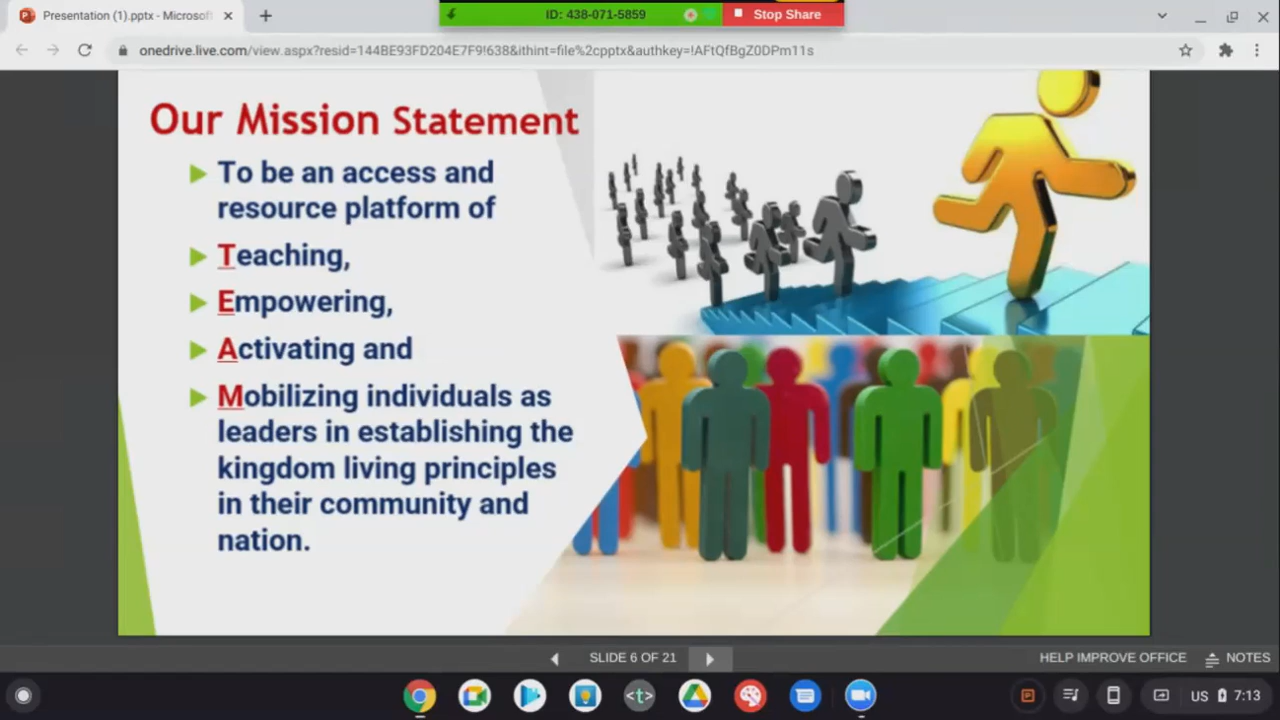 Presentation (1).pptx - Microsoft
ID: 438-071-5859
Stop Share
onedrive.live.com/view.aspx?resid=144BE93FD204E7F9!638&ithint=file%2cpptx&authkey=!AFtQfBgZ0DPm11s
Our Mission Statement
To be an access and
resource platform of
Teaching,
Empowering,
Activating and
Mobilizing individuals as
leaders in establishing the
kingdom living principles
in their community and
nation.
SLIDE 6 OF 21
HELP IMPROVE OFFICE
NOTES
<t>
US
7:13